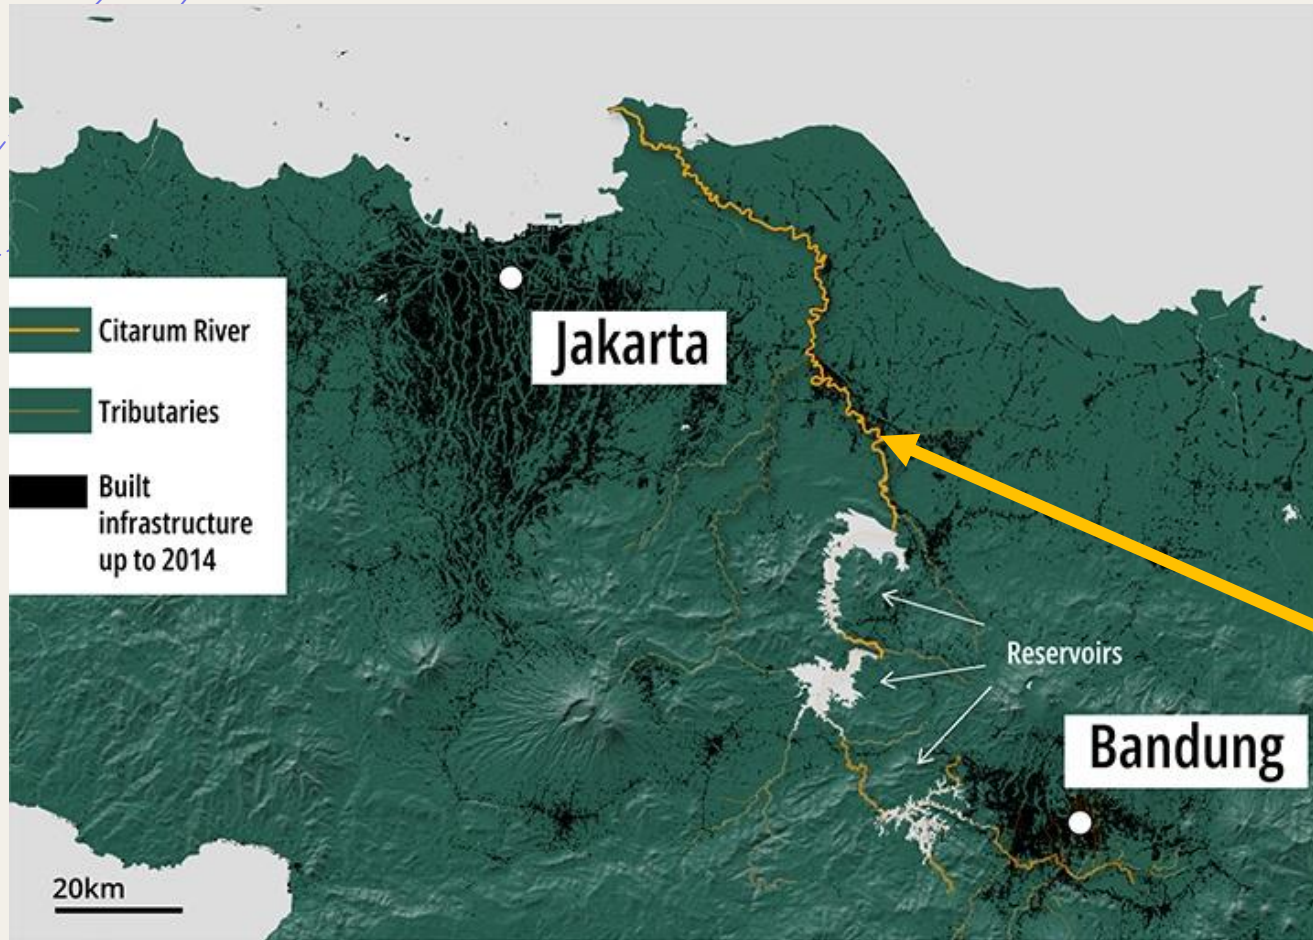 Jakarta
Citarum River
Tributaries
Built
infrastructure
up to 2014
Reservoirs
Bandung
20km